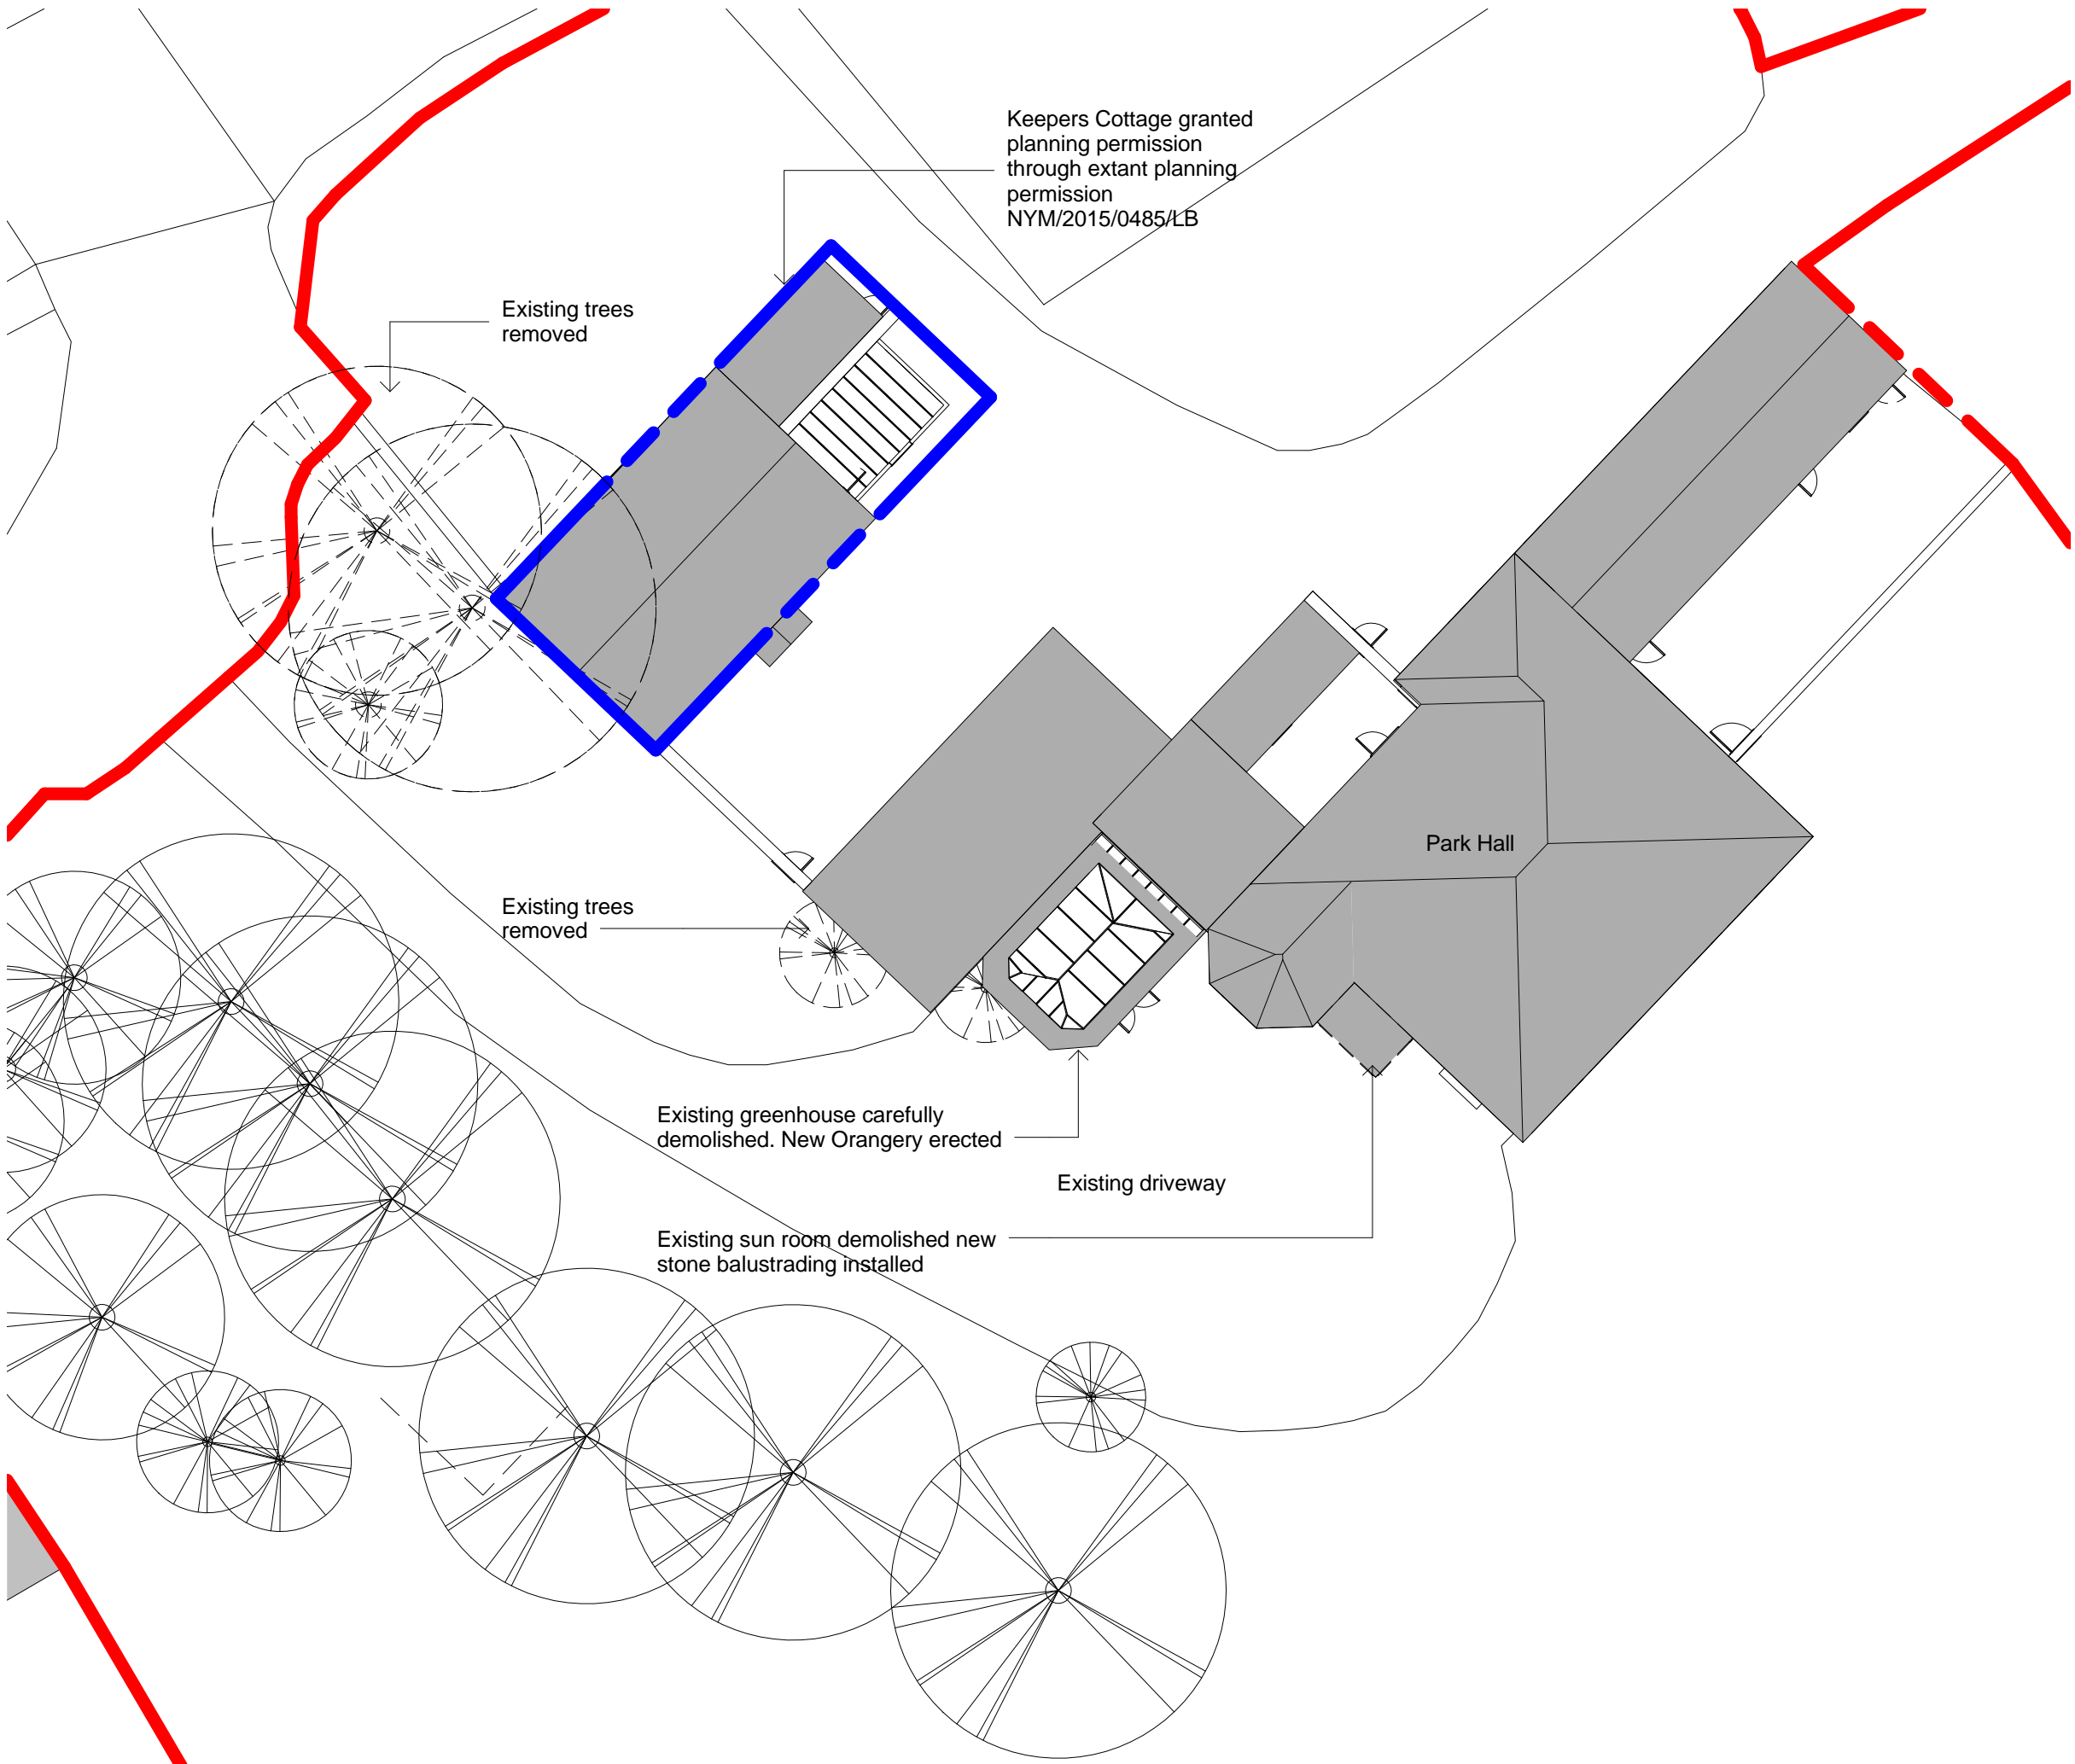 Keepers Cottage granted
planning permission
through extant planning
permission
NYM/2015/0485/LB
Existing trees
removed
Park Hall
Existing trees
removed
Existing greenhouse carefully
demolished. New Orangery erected
Existing driveway
Existing sun room demolished new
stone balustrading installed